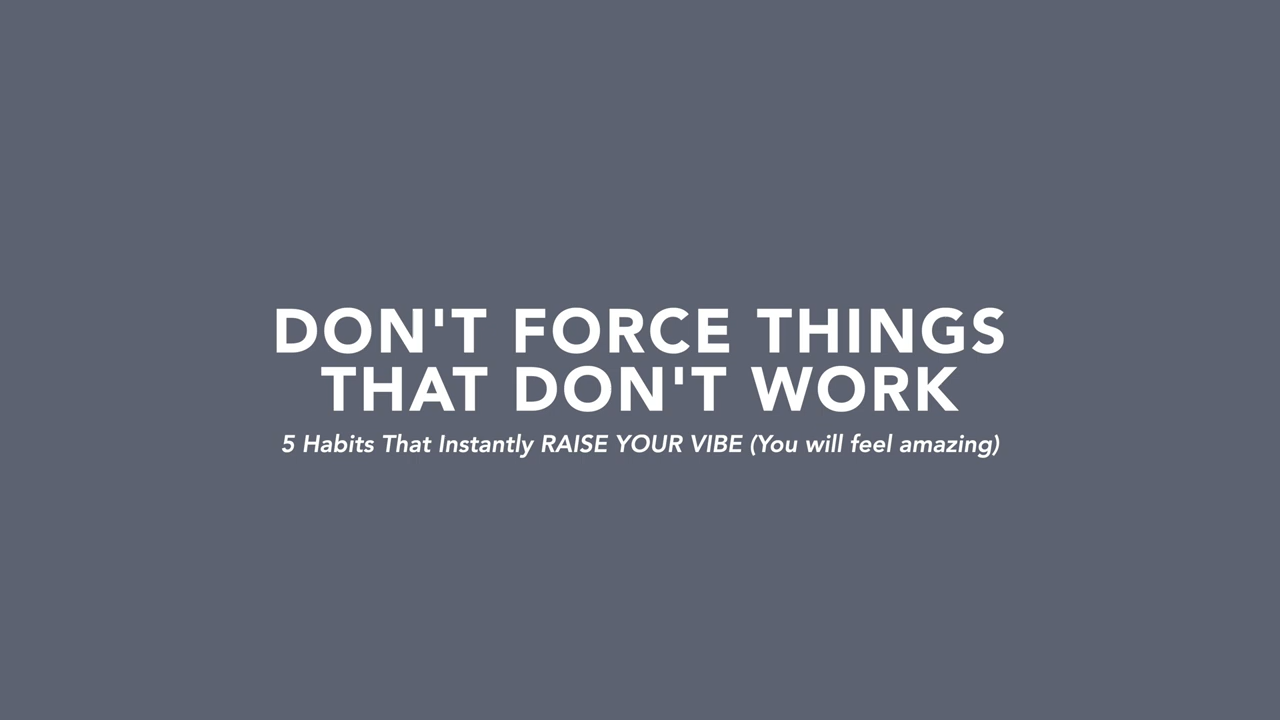 DON'T FORCE THINGS
THAT DON'T WORK
5 Habits That Instantly RAISE YOUR VIBE (You will feel amazing)